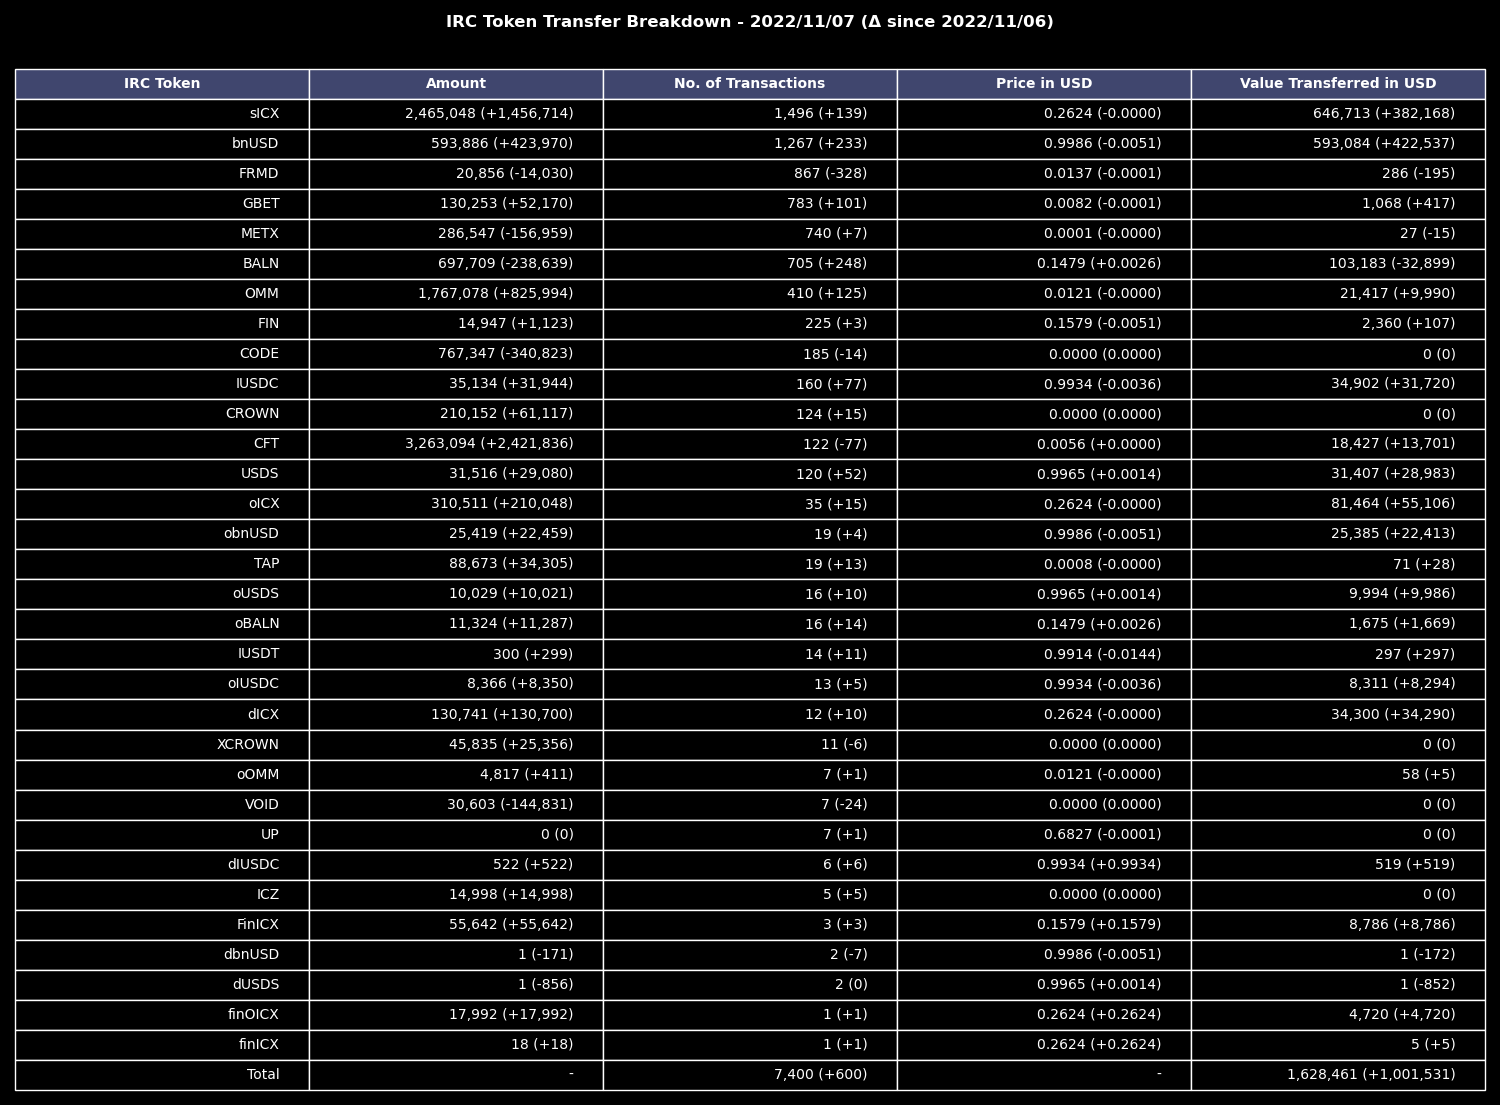 IRC Token Transfer Breakdown - 2022/11/07 (Δ since 2022/11/06)
IRC Token Amount No. of Transactions Price in USD Value Transferred in USD
sICX 2,465,048 (+1,456,714) 1,496 (+139) 0.2624 (-0.0000) 646,713 (+382,168)
bnUSD 593,886 (+423,970) 1,267 (+233) 0.9986 (-0.0051) 593,084 (+422,537)
FRMD 20,856 (-14,030) 867 (-328) 0.0137 (-0.0001) 286 (-195)
GBET 130,253 (+52,170) 783 (+101) 0.0082 (-0.0001) 1,068 (+417)
METX 286,547 (-156,959) 740 (+7) 0.0001 (-0.0000) 27 (-15)
BALN 697,709 (-238,639) 705 (+248) 0.1479 (+0.0026) 103,183 (-32,899)
OMM 1,767,078 (+825,994) 410 (+125) 0.0121 (-0.0000) 21,417 (+9,990)
FIN 14,947 (+1,123) 225 (+3) 0.1579 (-0.0051) 2,360 (+107)
CODE 767,347 (-340,823) 185 (-14) 0.0000 (0.0000) 0 (0)
IUSDC 35,134 (+31,944) 160 (+77) 0.9934 (-0.0036) 34,902 (+31,720)
CROWN 210,152 (+61,117) 124 (+15) 0.0000 (0.0000) 0 (0)
CFT 3,263,094 (+2,421,836) 122 (-77) 0.0056 (+0.0000) 18,427 (+13,701)
USDS 31,516 (+29,080) 120 (+52) 0.9965 (+0.0014) 31,407 (+28,983)
oICX 310,511 (+210,048) 35 (+15) 0.2624 (-0.0000) 81,464 (+55,106)
obnUSD 25,419 (+22,459) 19 (+4) 0.9986 (-0.0051) 25,385 (+22,413)
TAP 88,673 (+34,305) 19 (+13) 0.0008 (-0.0000) 71 (+28)
oUSDS 10,029 (+10,021) 16 (+10) 0.9965 (+0.0014) 9,994 (+9,986)
oBALN 11,324 (+11,287) 16 (+14) 0.1479 (+0.0026) 1,675 (+1,669)
IUSDT 300 (+299) 14 (+11) 0.9914 (-0.0144) 297 (+297)
oIUSDC 8,366 (+8,350) 13 (+5) 0.9934 (-0.0036) 8,311 (+8,294)
dICX 130,741 (+130,700) 12 (+10) 0.2624 (-0.0000) 34,300 (+34,290)
XCROWN 45,835 (+25,356) 11 (-6) 0.0000 (0.0000) 0 (0)
oOMM 4,817 (+411) 7 (+1) 0.0121 (-0.0000) 58 (+5)
VOID 30,603 (-144,831) 7 (-24) 0.0000 (0.0000) 0 (0)
UP 0 (0) 7 (+1) 0.6827 (-0.0001) 0 (0)
dIUSDC 522 (+522) 6 (+6) 0.9934 (+0.9934) 519 (+519)
ICZ 14,998 (+14,998) 5 (+5) 0.0000 (0.0000) 0 (0)
FinICX 55,642 (+55,642) 3 (+3) 0.1579 (+0.1579) 8,786 (+8,786)
dbnUSD 1 (-171) 2 (-7) 0.9986 (-0.0051) 1 (-172)
dUSDS 1 (-856) 2 (0) 0.9965 (+0.0014) 1 (-852)
finOICX 17,992 (+17,992) 1 (+1) 0.2624 (+0.2624) 4,720 (+4,720)
finICX 18 (+18) 1 (+1) 0.2624 (+0.2624) 5 (+5)
Total - 7,400 (+600) - 1,628,461 (+1,001,531)